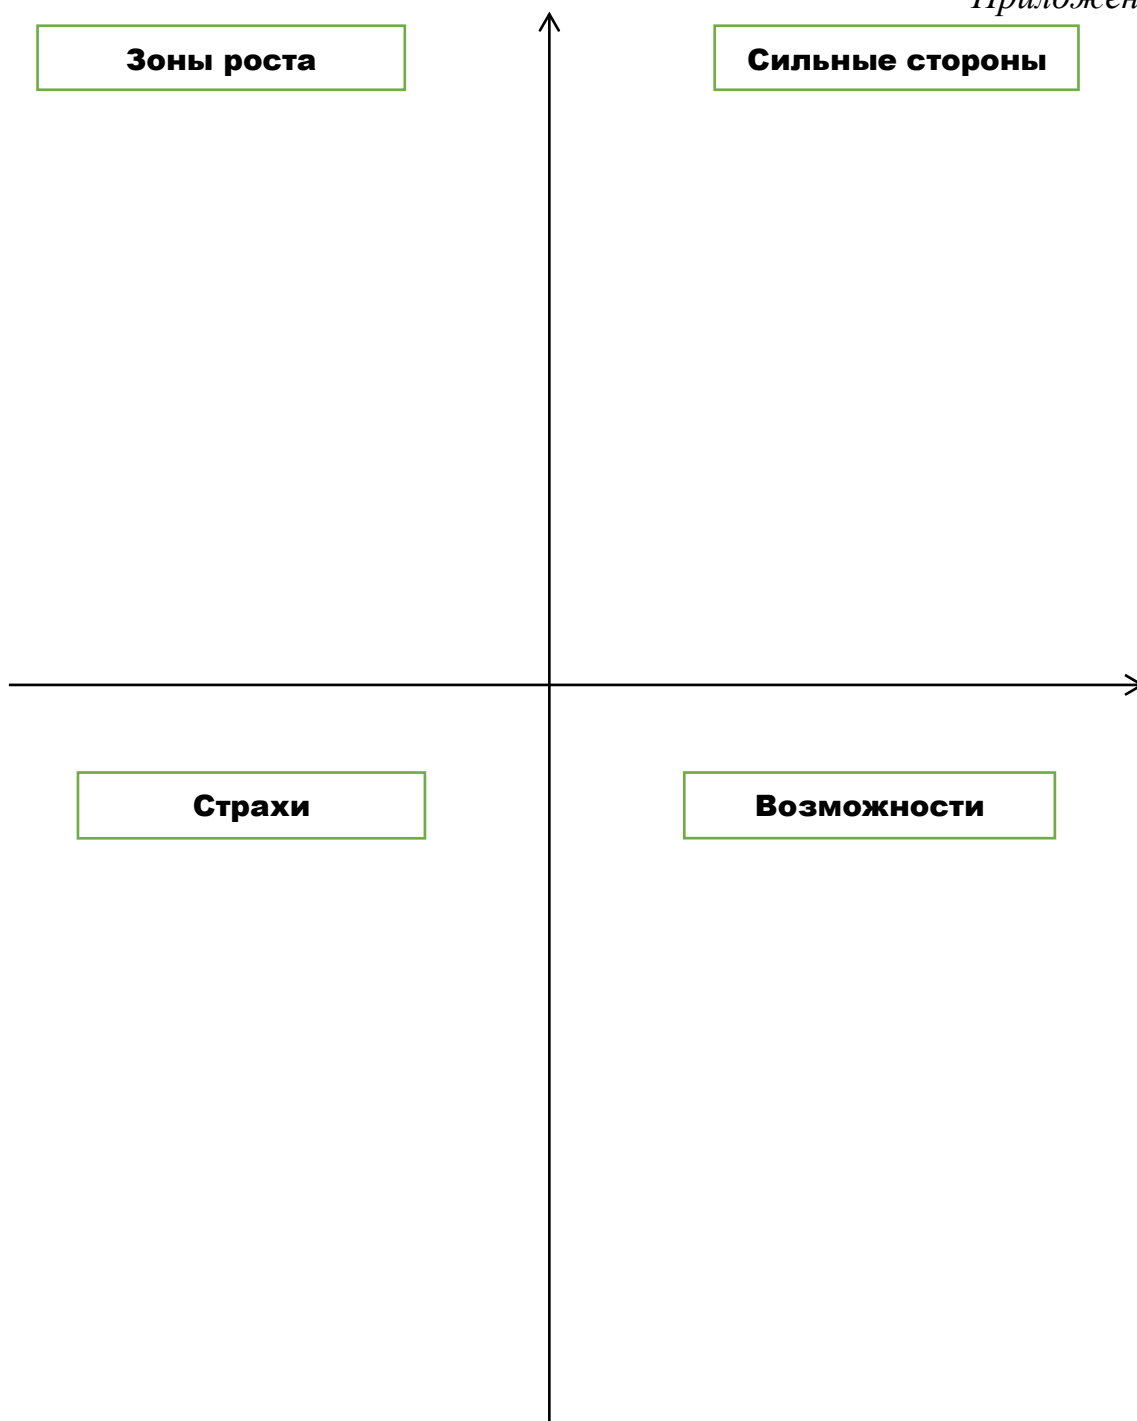 Зоны роста
Сильные стороны
Страхи
Возможности